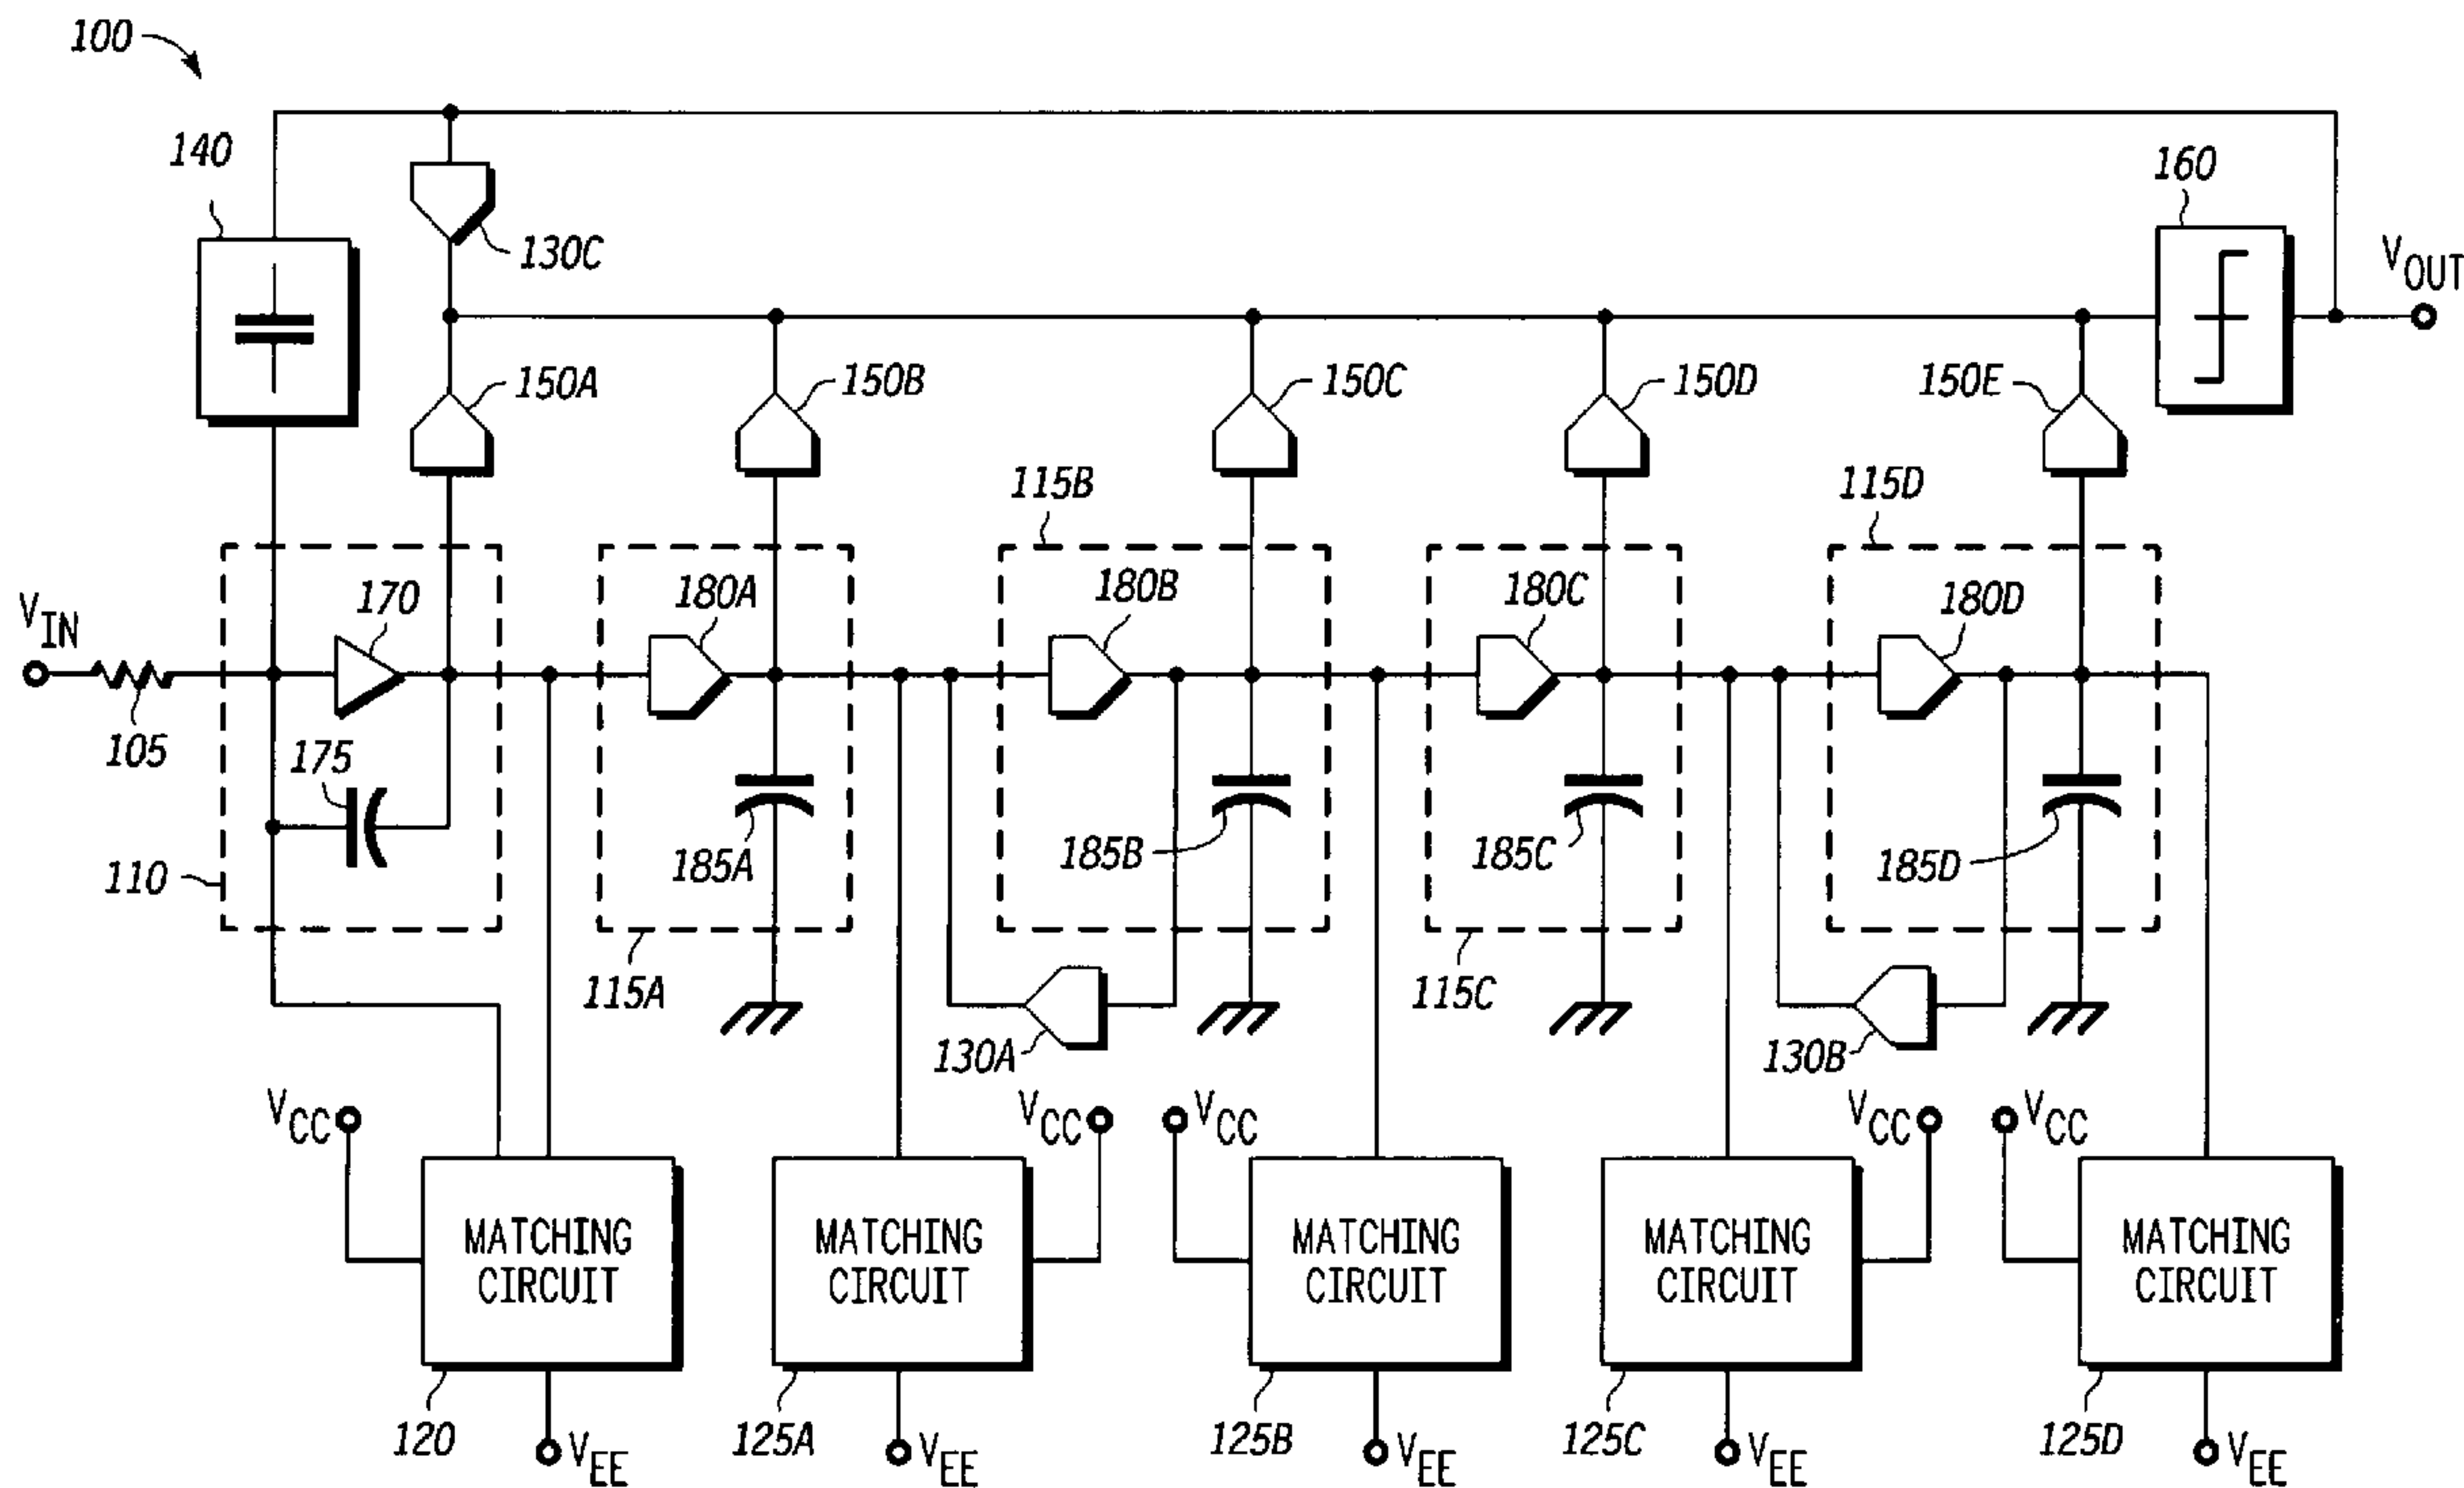 100
140
130C
160
VOUT
150A
150B
150C
150D
150E
115B
115D
VIN
170
180A
180B
180C
180D
105
175
110
185A
185B
185C
185D
115A
115C
130A
130B
VCC
VCC
VCC
VCC
VCC
MATCHING
CIRCUIT
MATCHING
CIRCUIT
MATCHING
CIRCUIT
MATCHING
CIRCUIT
MATCHING
CIRCUIT
120
VEE
125A
VEE
125B
VEE
125C
VEE
125D
VEE